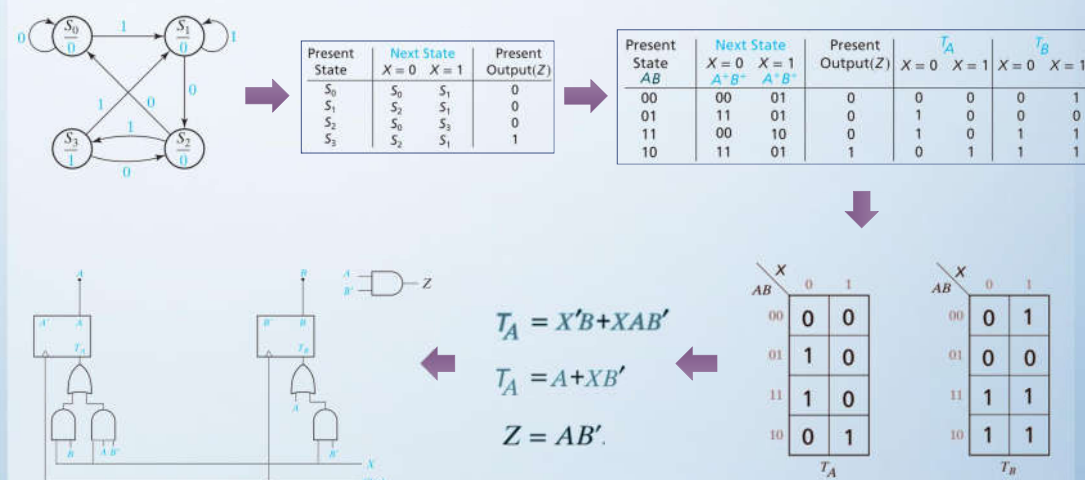 0
S0
0
1
S1
0
1
1
0
0
S3
1
1
S2
0
0
Present Next State Present
State X = 0 X = 1 Output(Z)
S0 S0 S1 0
S1 S2 S1 0
S2 S0 S3 0
S3 S2 S1 1
Present Next State Present TA TB
State X = 0 X = 1 Output(Z) X = 0 X = 1 X = 0 X = 1
AB A+B+ A+B+
00 00 01 0 0 0 0 1
01 11 01 0 1 0 0 0
11 00 10 0 1 0 1 1
10 11 01 1 0 1 1 1
A
A' A
TA
B
A B'
B
B' B
TB
A
B'
X
A
B'
Z
TA = X'B+XAB'
TA = A+XB'
Z = AB'.
X
AB 0 1
00 0 0
01 1 0
11 1 0
10 0 1
TA
X
AB 0 1
00 0 1
01 0 0
11 1 1
10 1 1
TB